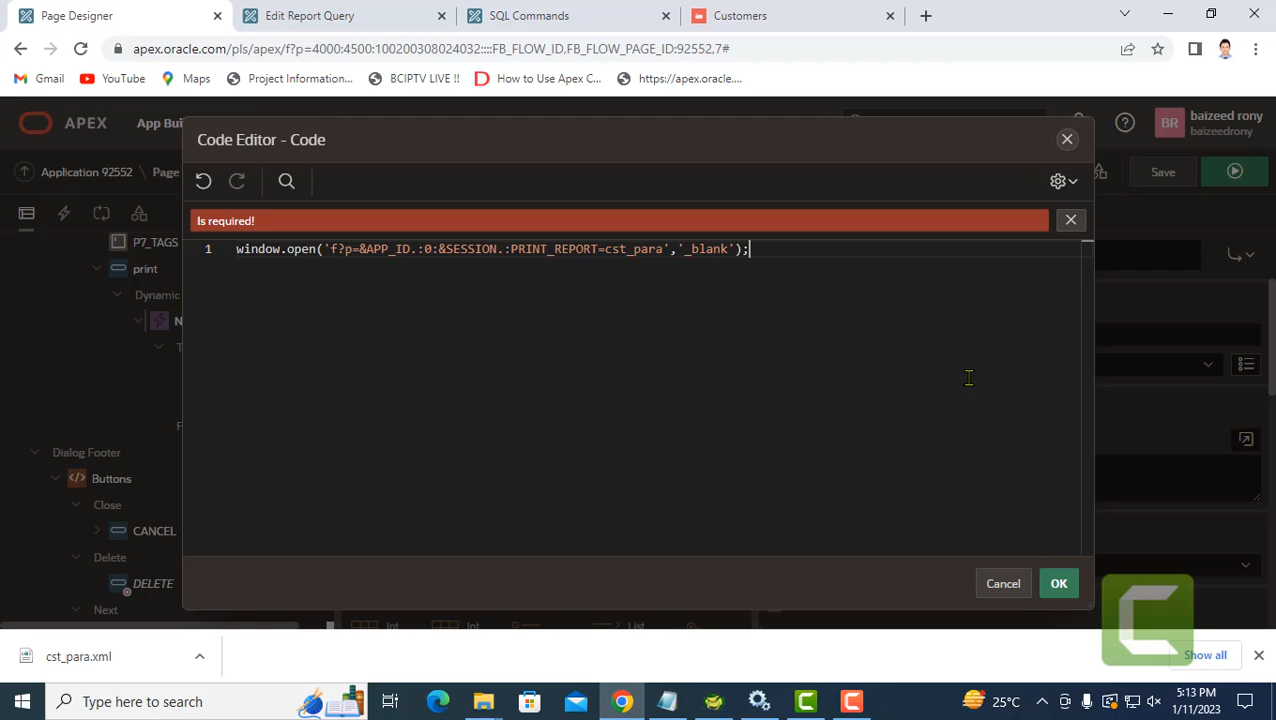 Page Designer
Edit Report Query
SQL Commands
Customers
apex.oracle.com/pls/apex/f?p=4000:4500:100200308024032::::FB_FLOW_ID,FB_FLOW_PAGE_ID:92552,7#
Gmail
YouTube
Maps
Project Information...
BCIPTV LIVE !!
How to Use Apex C...
https://apex.oracle....
APEX
App Bui
BR
baizeed rony
baizeedrony
Code Editor - Code
Application 92552
Page
Save
Is required!
1 window.open('f?p=&APP_ID.:0:&SESSION.:PRINT_REPORT=cst_para','_blank');
P7_TAGS
print
Dynamic
N
T
F
Dialog Footer
Buttons
Close
CANCEL
Delete
DELETE
Next
Cancel
OK
Int
Int
List
cst_para.xml
Show all
Type here to search
25°C
5:13 PM
1/11/2023